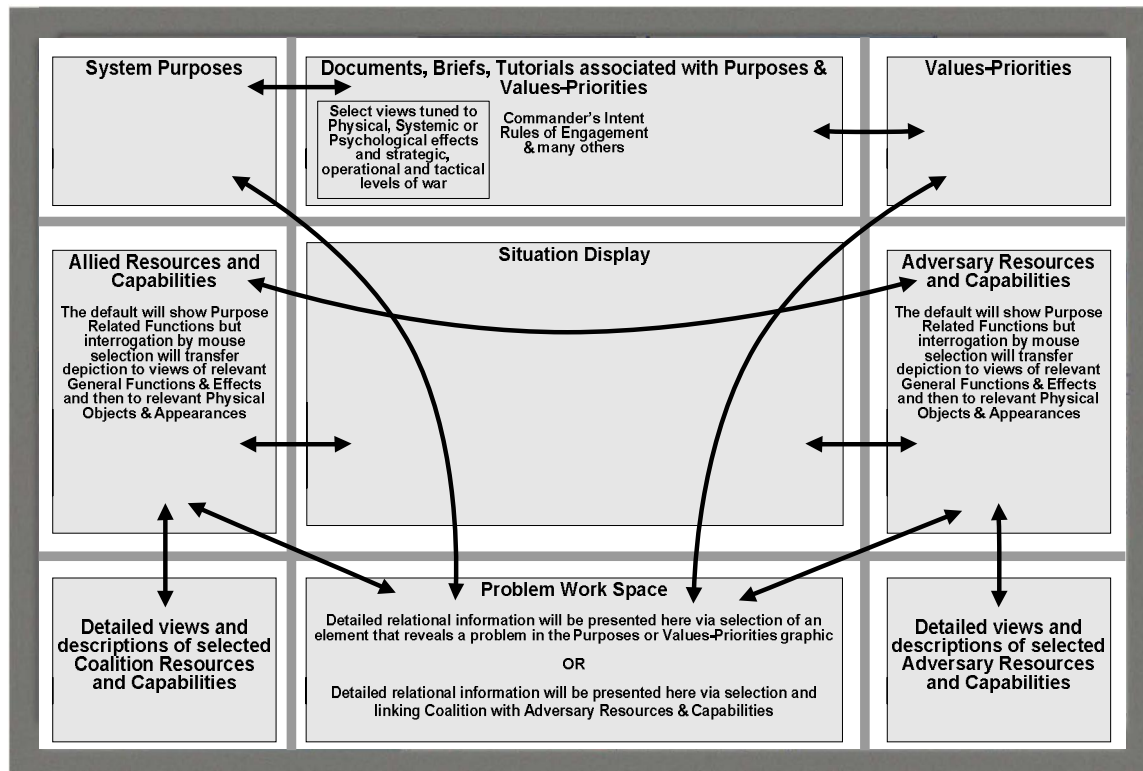 System Purposes
Documents, Briefs, Tutorials associated with Purposes &
Values-Priorities
Select views tuned to
Physical, Systemic or
Psychological effects
and strategic,
operational and tactical
levels of war
Commander's Intent
Rules of Engagement
& many others
Values-Priorities
Allied Resources and
Capabilities
The default will show Purpose
Related Functions but
interrogation by mouse
selection will transfer
depiction to views of relevant
General Functions & Effects
and then to relevant Physical
Objects & Appearances
Situation Display
Adversary Resources
and Capabilities
The default will show Purpose
Related Functions but
interrogation by mouse
selection will transfer
depiction to views of relevant
General Functions & Effects
and then to relevant Physical
Objects & Appearances
Detailed views and
descriptions of selected
Coalition Resources
and Capabilities
Problem Work Space
Detailed relational information will be presented here via selection of an
element that reveals a problem in the Purposes or Values-Priorities graphic
OR
Detailed relational information will be presented here via selection and
linking Coalition with Adversary Resources & Capabilities
Detailed views and
descriptions of selected
Adversary Resources
and Capabilities